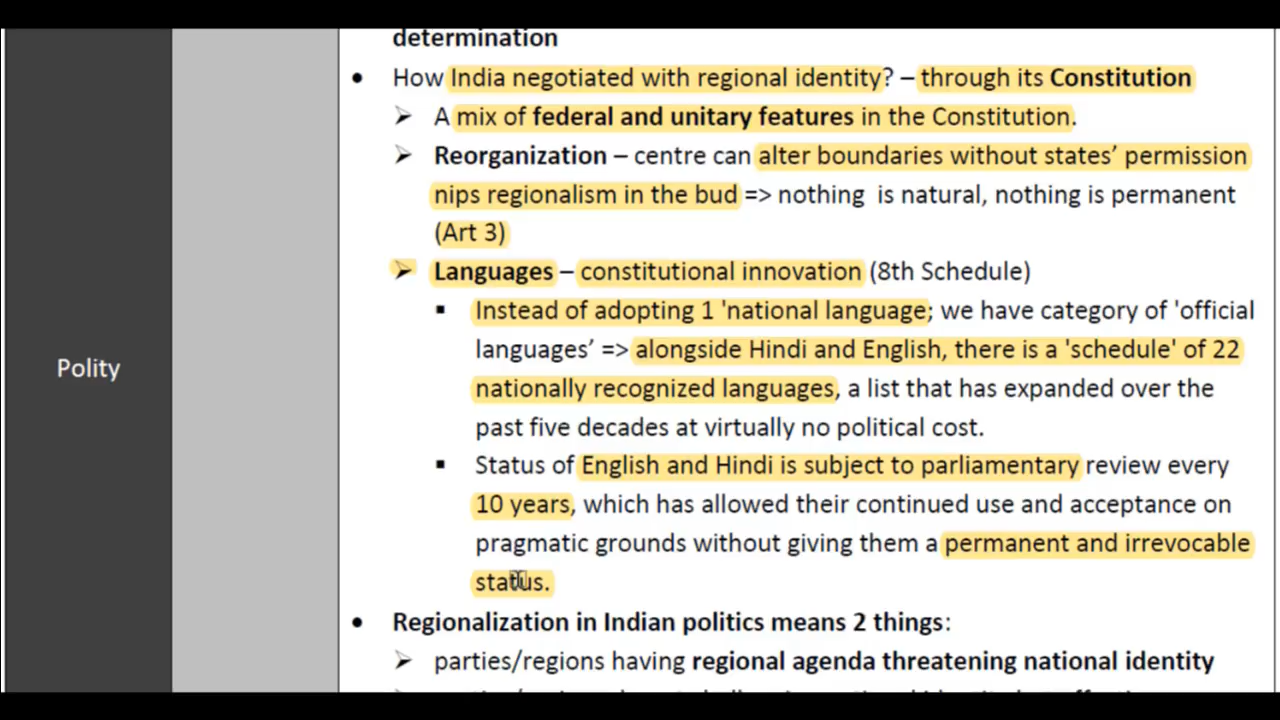 determination
• How India negotiated with regional identity? – through its Constitution
➢ A mix of federal and unitary features in the Constitution.
➢ Reorganization – centre can alter boundaries without states’ permission
nips regionalism in the bud => nothing is natural, nothing is permanent
(Art 3)
➢ Languages – constitutional innovation (8th Schedule)
▪ Instead of adopting 1 'national language; we have category of 'official
languages’ => alongside Hindi and English, there is a 'schedule' of 22
nationally recognized languages, a list that has expanded over the
past five decades at virtually no political cost.
Polity
▪ Status of English and Hindi is subject to parliamentary review every
10 years, which has allowed their continued use and acceptance on
pragmatic grounds without giving them a permanent and irrevocable
status.
• Regionalization in Indian politics means 2 things:
➢ parties/regions having regional agenda threatening national identity